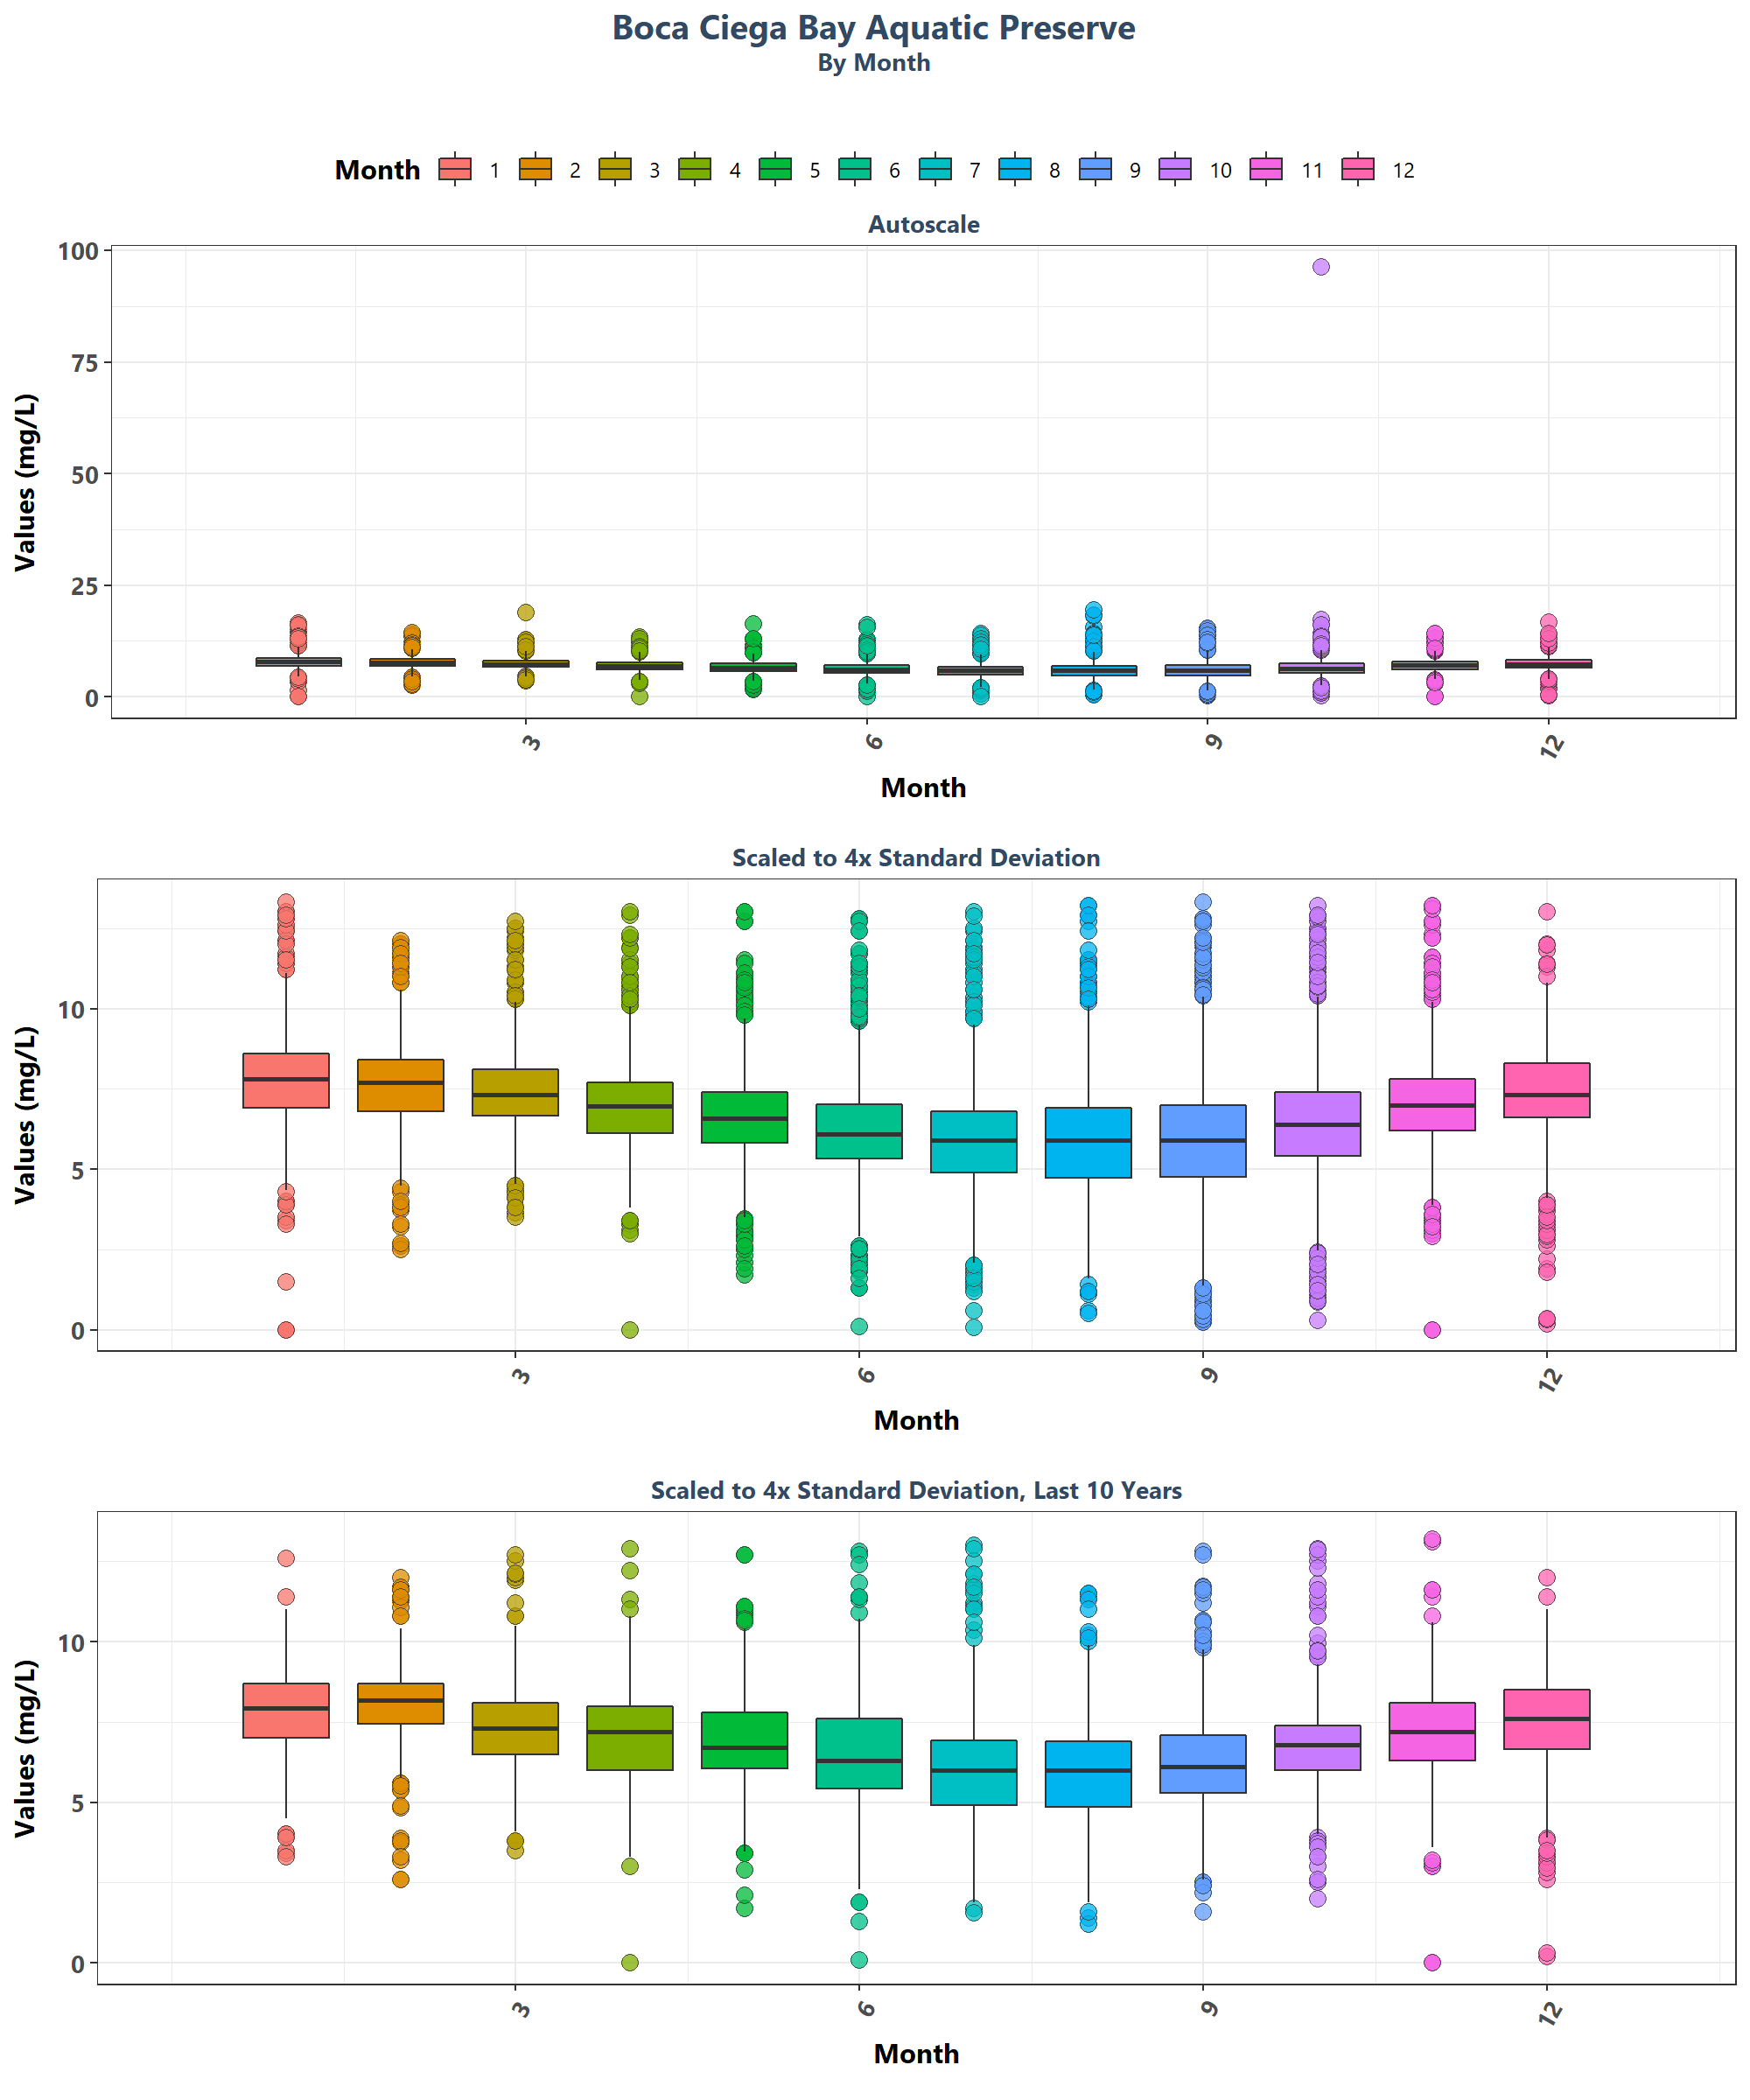 Boca Ciega Bay Aquatic Preserve
By Month
Month 1 2 3 4 5 6 7 8 9 10 11 12
Autoscale
100
75
50
25
0
Values (mg/L)
3 6 9 12
Month
Scaled to 4x Standard Deviation
10
5
0
Values (mg/L)
3 6 9 12
Month
Scaled to 4x Standard Deviation, Last 10 Years
10
5
0
Values (mg/L)
3 6 9 12
Month